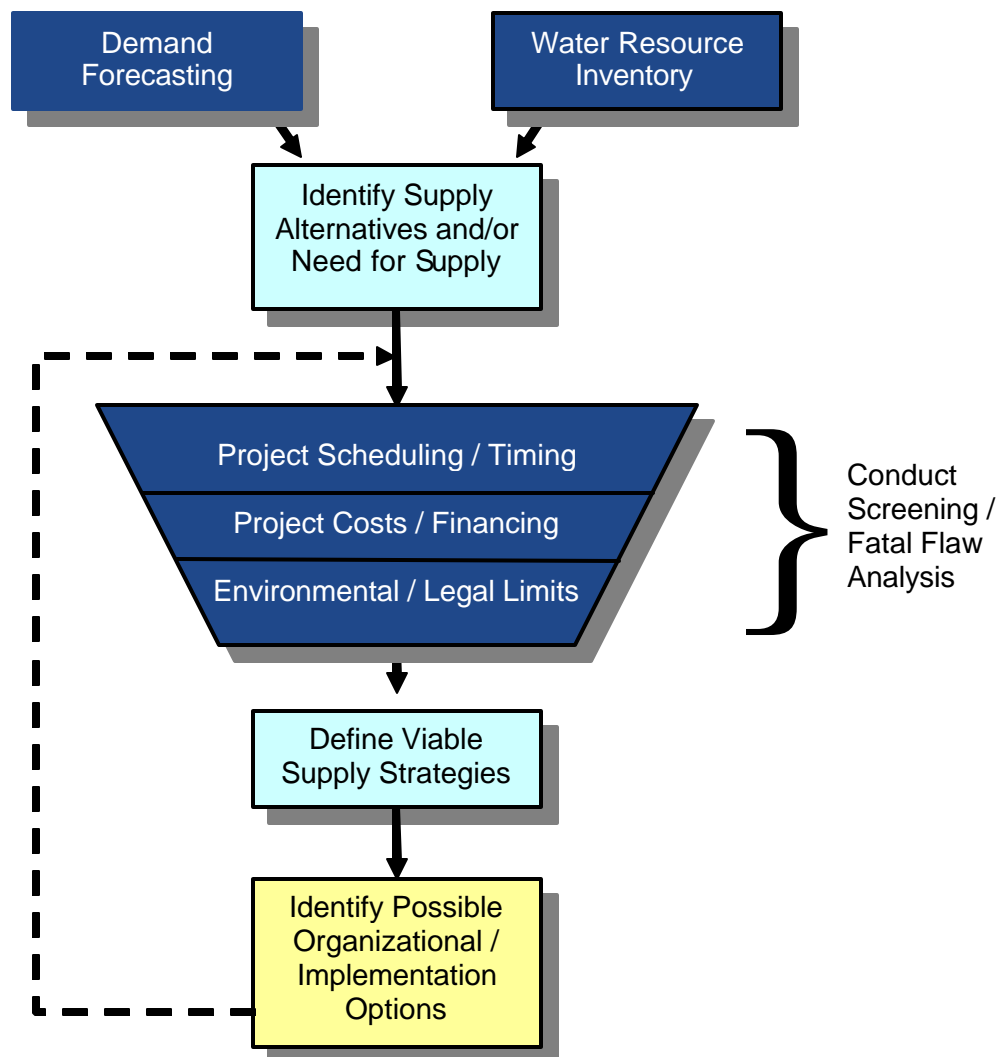 Demand
Forecasting
Water Resource
Inventory
Identify Supply
Alternatives and/or
Need for Supply
Project Scheduling / Timing
Project Costs / Financing
Environmental / Legal Limits
Conduct
Screening /
Fatal Flaw
Analysis
Define Viable
Supply Strategies
Identify Possible
Organizational /
Implementation
Options